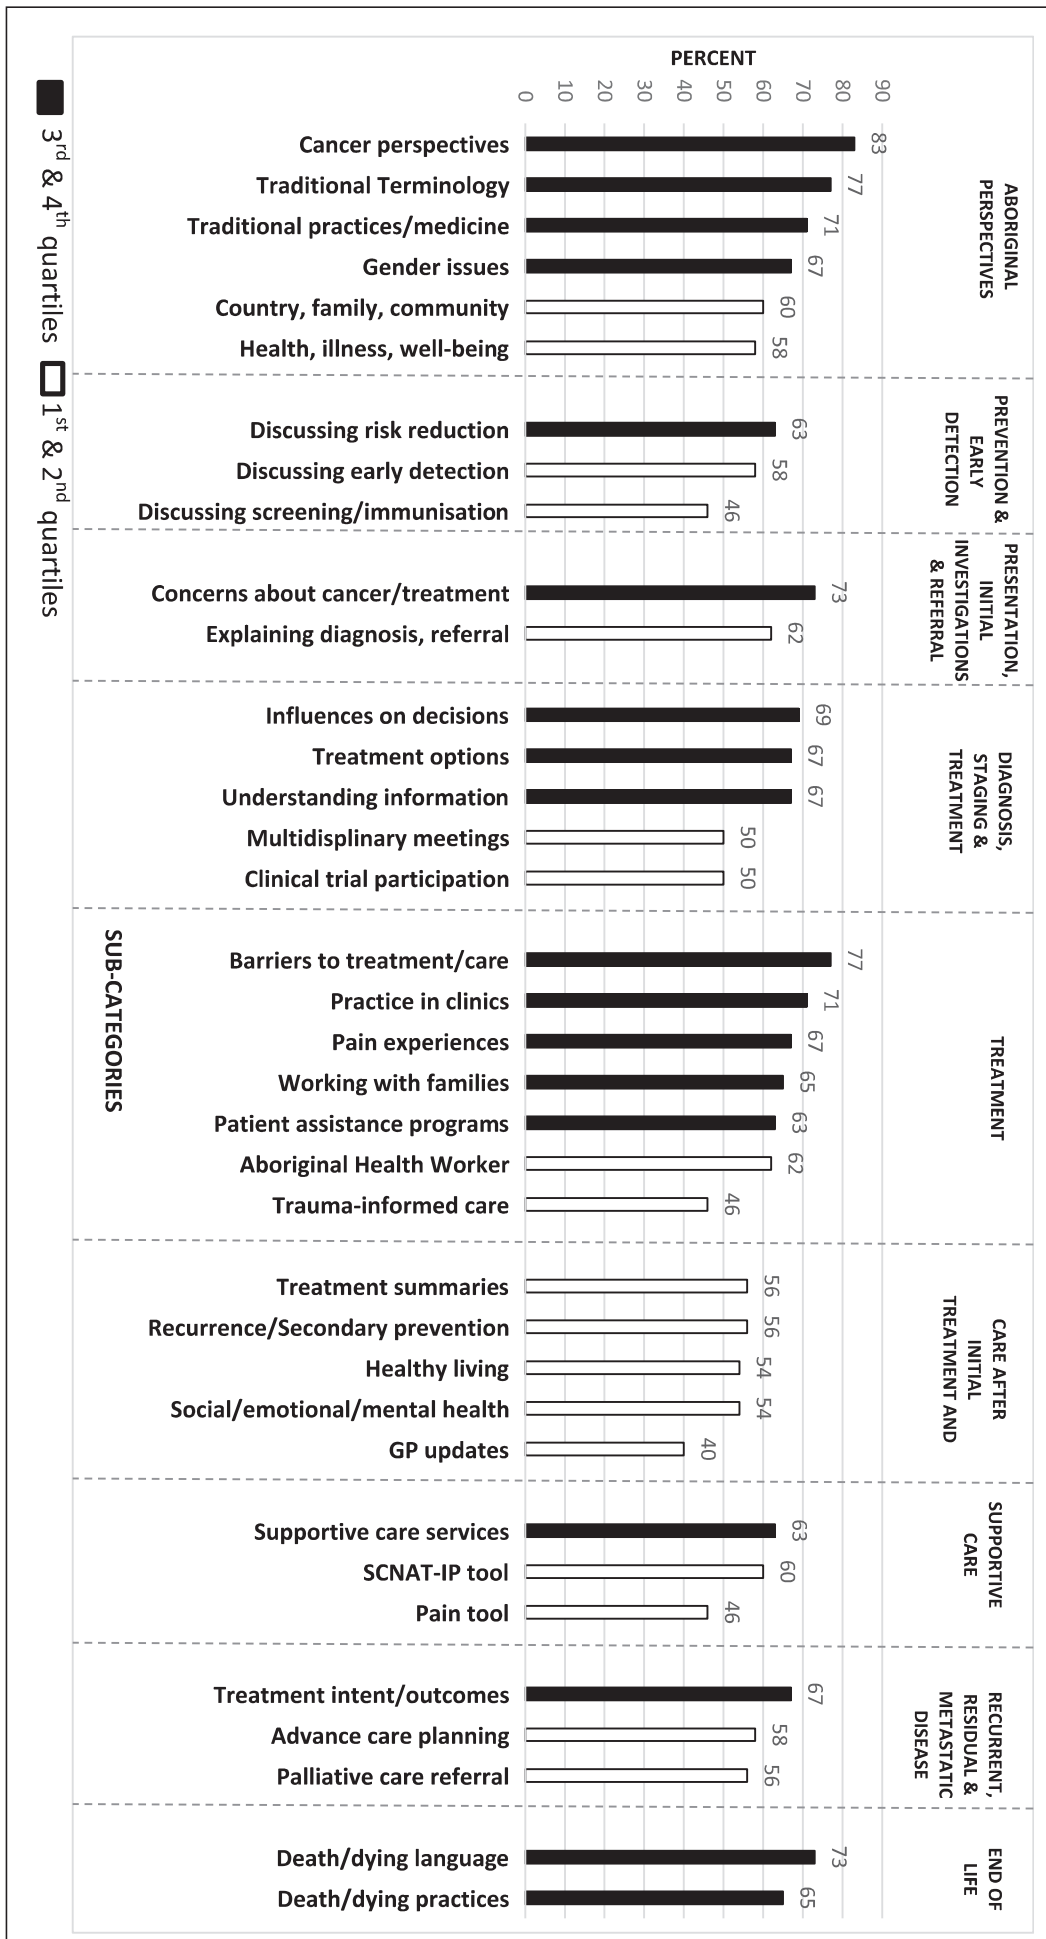 PERCENT
0
10
20
30
40
50
60
70
80
90
ABORIGINAL
PERSPECTIVES
Cancer perspectives 83
Traditional Terminology 77
Traditional practices/medicine 71
Gender issues 67
Country, family, community 60
Health, illness, well-being 58
PREVENTION &
EARLY
DETECTION
Discussing risk reduction 63
Discussing early detection 58
Discussing screening/immunisation 46
PRESENTATION,
INITIAL
INVESTIGATIONS
& REFERRAL
Concerns about cancer/treatment 73
Explaining diagnosis, referral 62
DIAGNOSIS,
STAGING &
TREATMENT
Influences on decisions 69
Treatment options 67
Understanding information 67
Multidisplinary meetings 50
Clinical trial participation 50
TREATMENT
Barriers to treatment/care 77
Practice in clinics 71
Pain experiences 67
Working with families 65
Patient assistance programs 63
Aboriginal Health Worker 62
Trauma-informed care 46
CARE AFTER
INITIAL
TREATMENT AND
Treatment summaries 56
Recurrence/Secondary prevention 56
Healthy living 54
Social/emotional/mental health 54
GP updates 40
SUPPORTIVE
CARE
Supportive care services 63
SCNAT-IP tool 60
Pain tool 46
RECURRENT,
RESIDUAL &
METASTATIC
DISEASE
Treatment intent/outcomes 67
Advance care planning 58
Palliative care referral 56
END OF
LIFE
Death/dying language 73
Death/dying practices 65
SUB-CATEGORIES
3rd & 4th quartiles 1st & 2nd quartiles